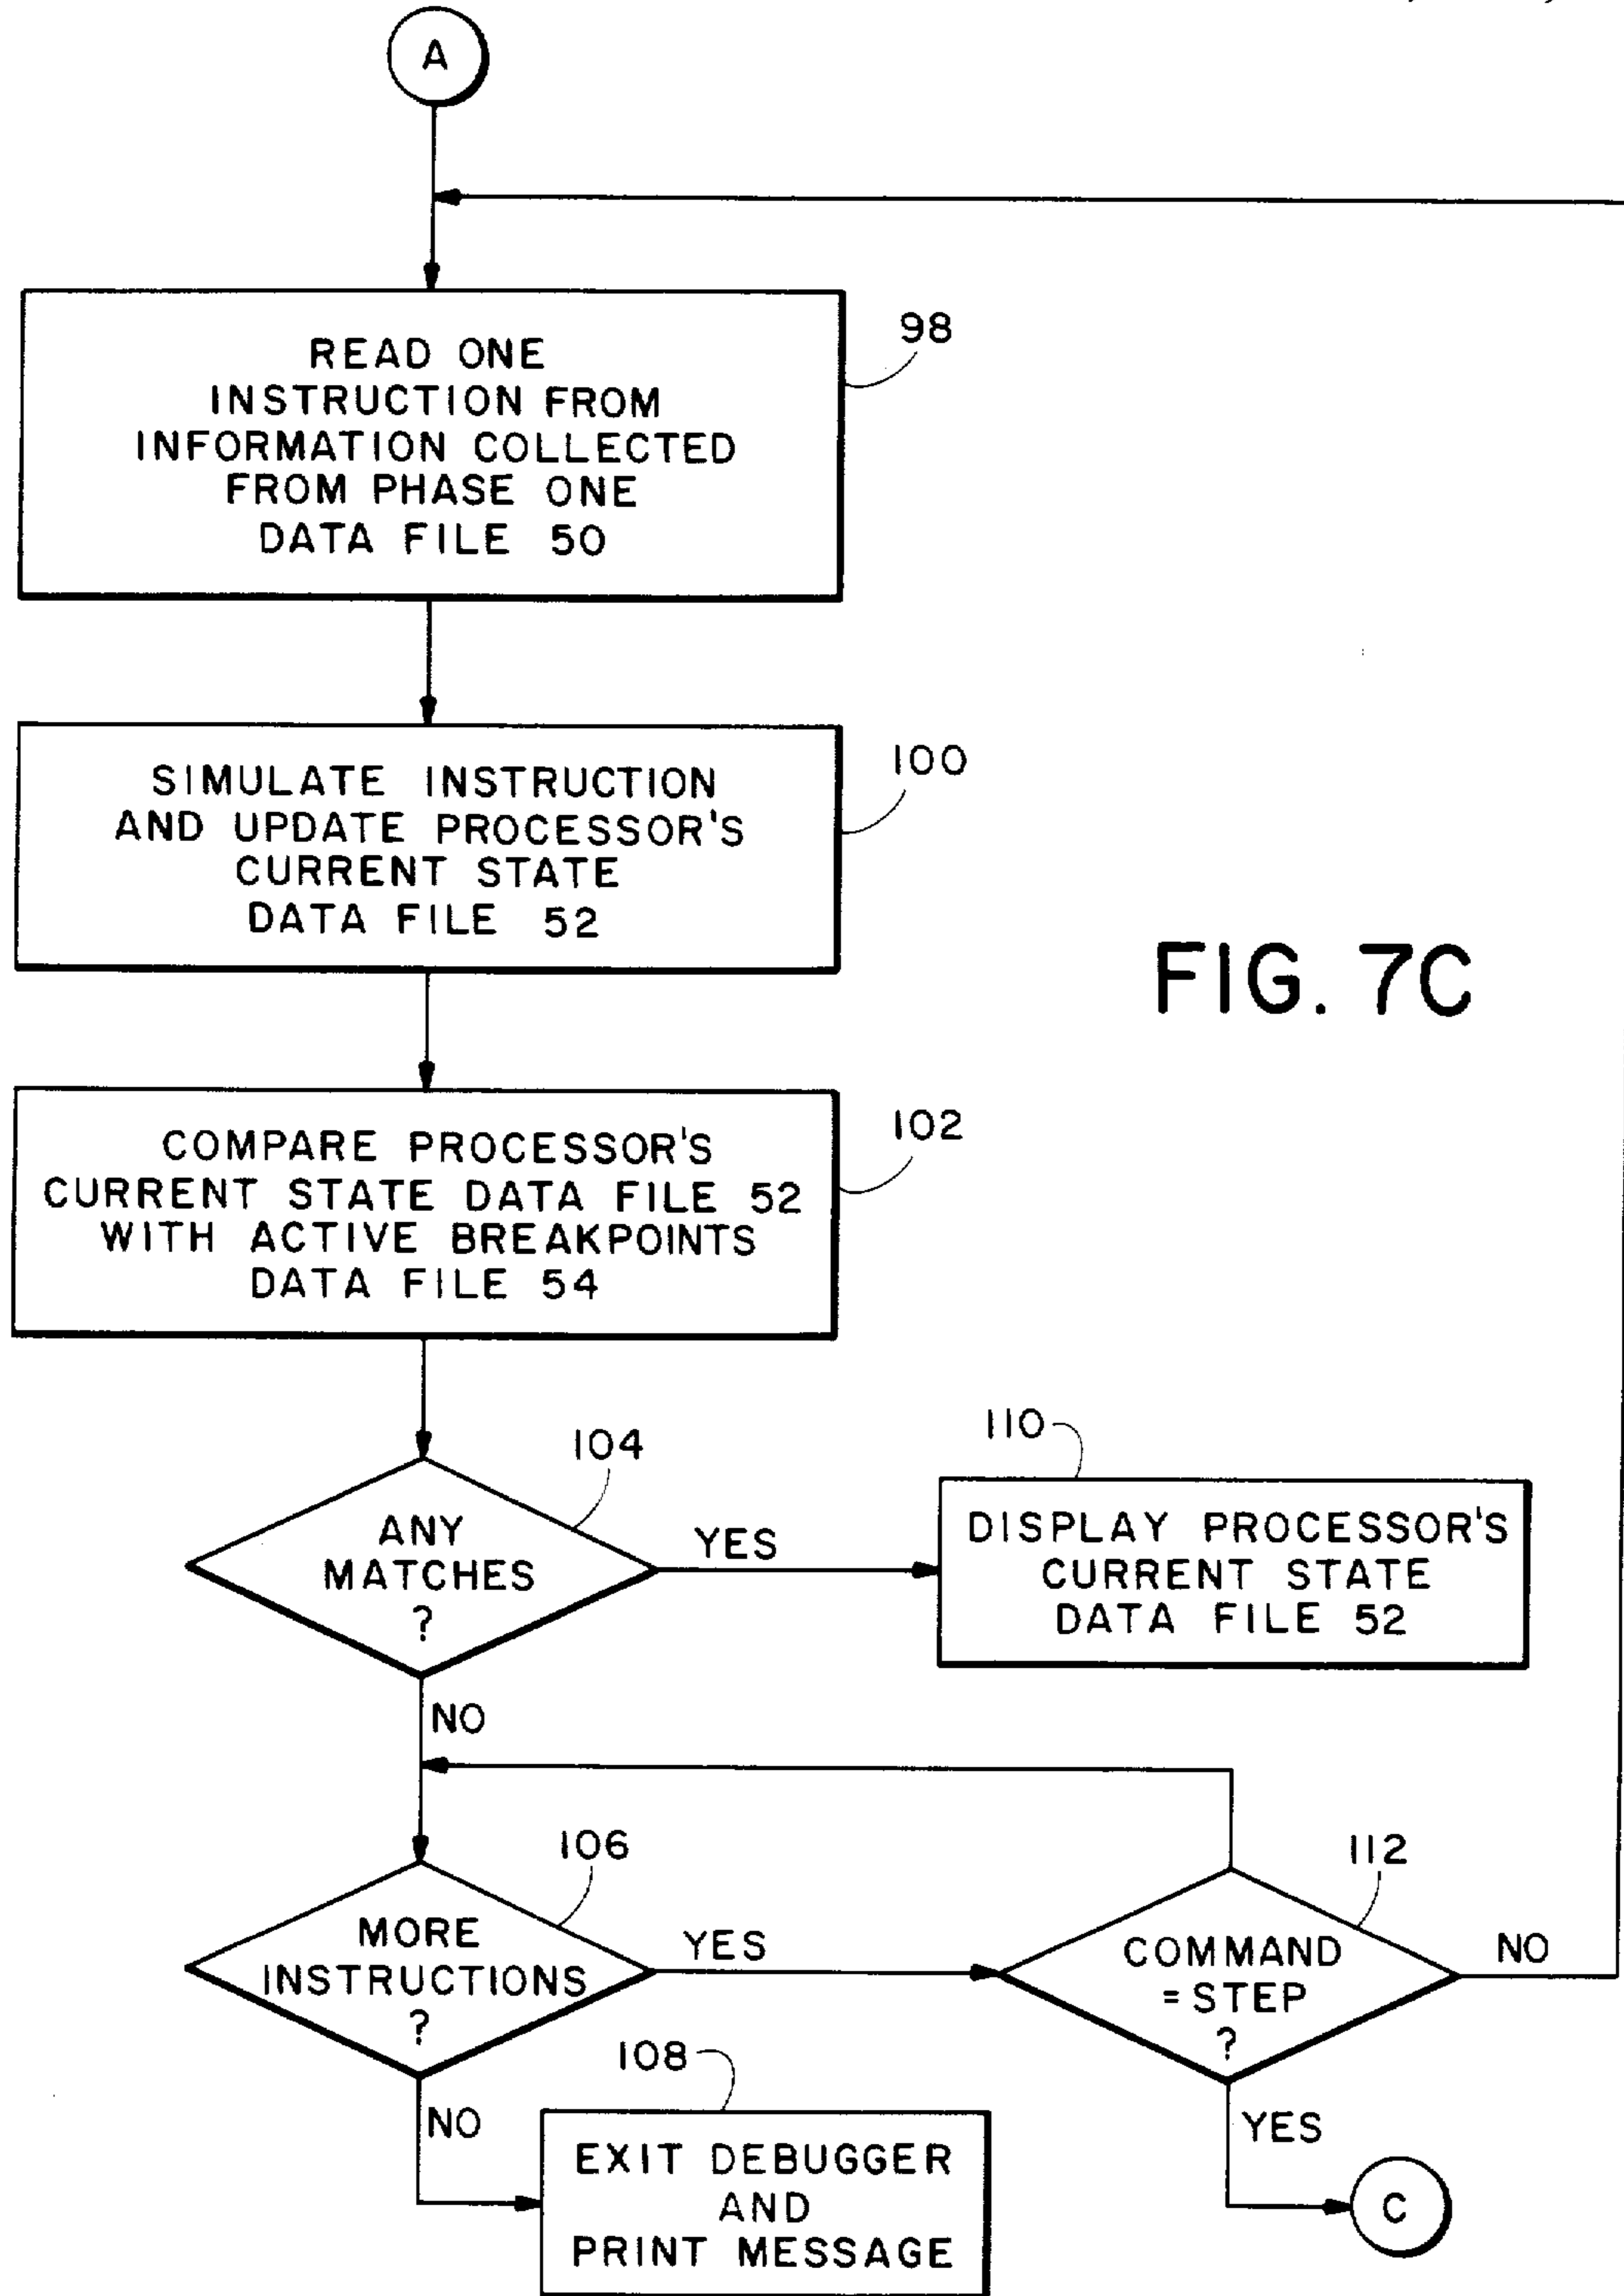 A
READ ONE
INSTRUCTION FROM
INFORMATION COLLECTED
FROM PHASE ONE
DATA FILE 50
98
SIMULATE INSTRUCTION
AND UPDATE PROCESSOR'S
CURRENT STATE
DATA FILE 52
100
FIG. 7C
COMPARE PROCESSOR'S
CURRENT STATE DATA FILE 52
WITH ACTIVE BREAKPOINTS
DATA FILE 54
102
104
ANY
MATCHES
?
YES
110
DISPLAY PROCESSOR'S
CURRENT STATE
DATA FILE 52
NO
106
MORE
INSTRUCTIONS
?
YES
112
COMMAND
= STEP
?
NO
NO
108
EXIT DEBUGGER
AND
PRINT MESSAGE
YES
C